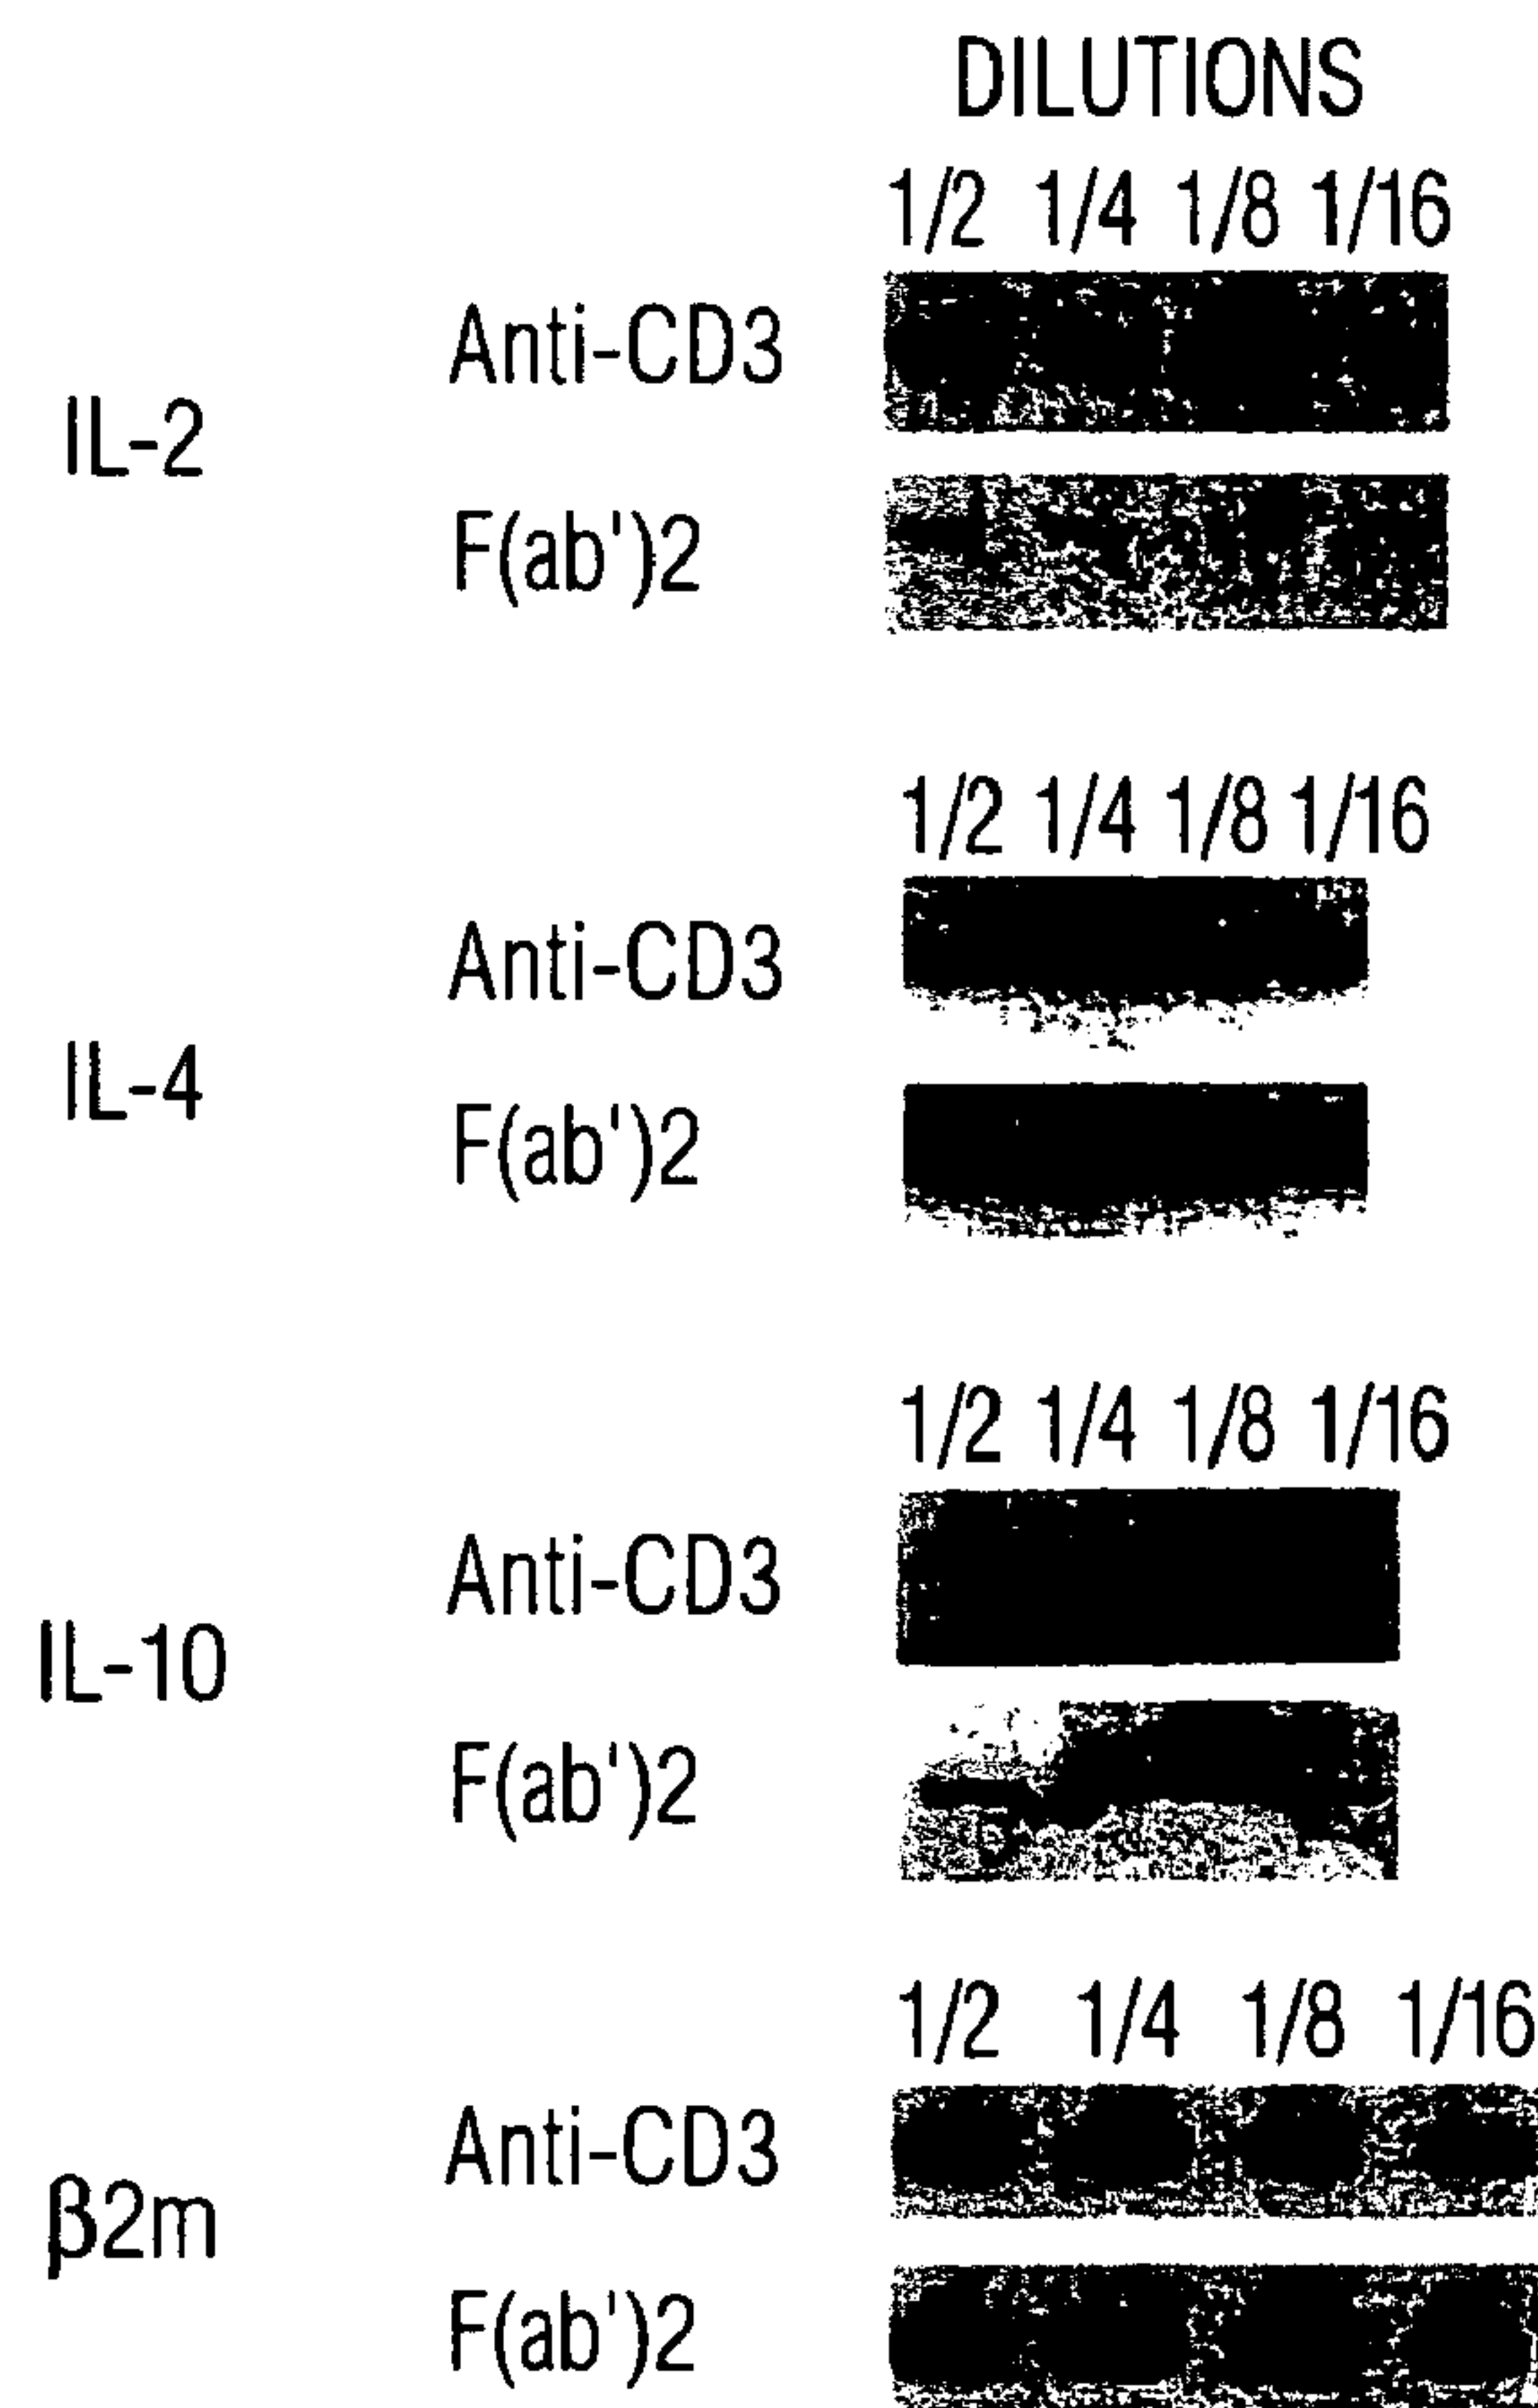 DILUTIONS
1/2 1/4 1/8 1/16
Anti-CD3
IL-2
F(ab')2
1/2 1/4 1/8 1/16
Anti-CD3
IL-4
F(ab')2
1/2 1/4 1/8 1/16
Anti-CD3
IL-10
F(ab')2
1/2 1/4 1/8 1/16
Anti-CD3
β2m
F(ab')2